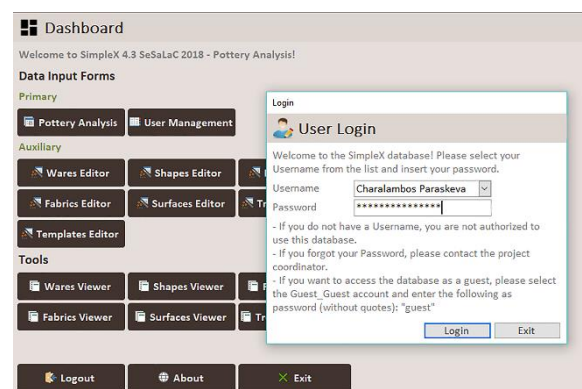 Dashboard
Welcome to SimpleX 4.3 SeSaLaC 2018 - Pottery Analysis!
Data Input Forms
Primary
Pottery Analysis
User Management
Auxiliary
Wares Editor
Shapes Editor
Fabrics Editor
Surfaces Editor
Tr
Templates Editor
Tools
Wares Viewer
Shapes Viewer
F
Fabrics Viewer
Surfaces Viewer
Tr
Logout
About
Exit
Login
User Login
Welcome to the SimpleX database! Please select your
Username from the list and insert your password.
Username
Charalambos Paraskeva
Password
***************
- If you do not have a Username, you are not authorized to
use this database.
- If you forgot your Password, please contact the project
coordinator.
- If you want to access the database as a guest, please select
the Guest_Guest account and enter the following as
password (without quotes): "guest"
Login
Exit